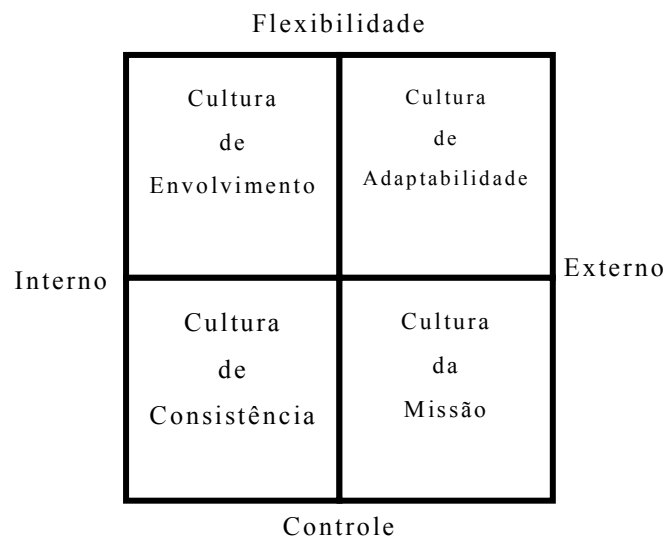 Flexibilidade
Cultura
de
Envolvimento
Cultura
de
Adaptabilidade
Interno
Externo
Cultura
de
Consistência
Cultura
da
Missão
Controle